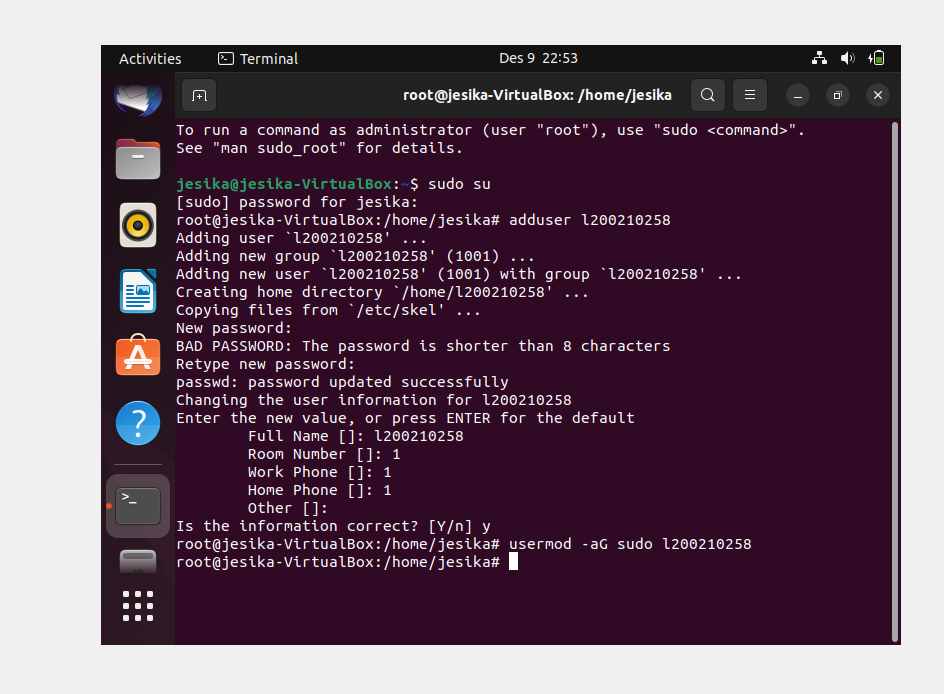 Activities Terminal Des 9 22:53
root@jesika-VirtualBox: /home/jesika
To run a command as administrator (user "root"), use "sudo <command>".
See "man sudo_root" for details.
jesika@jesika-VirtualBox:~$ sudo su
[sudo] password for jesika:
root@jesika-VirtualBox:/home/jesika# adduser l200210258
Adding user `l200210258' ...
Adding new group `l200210258' (1001) ...
Adding new user `l200210258' (1001) with group `l200210258' ...
Creating home directory `/home/l200210258' ...
Copying files from `/etc/skel' ...
New password:
BAD PASSWORD: The password is shorter than 8 characters
Retype new password:
passwd: password updated successfully
Changing the user information for l200210258
Enter the new value, or press ENTER for the default
Full Name []: l200210258
Room Number []: 1
Work Phone []: 1
Home Phone []: 1
Other []:
Is the information correct? [Y/n] y
root@jesika-VirtualBox:/home/jesika# usermod -aG sudo l200210258
root@jesika-VirtualBox:/home/jesika#